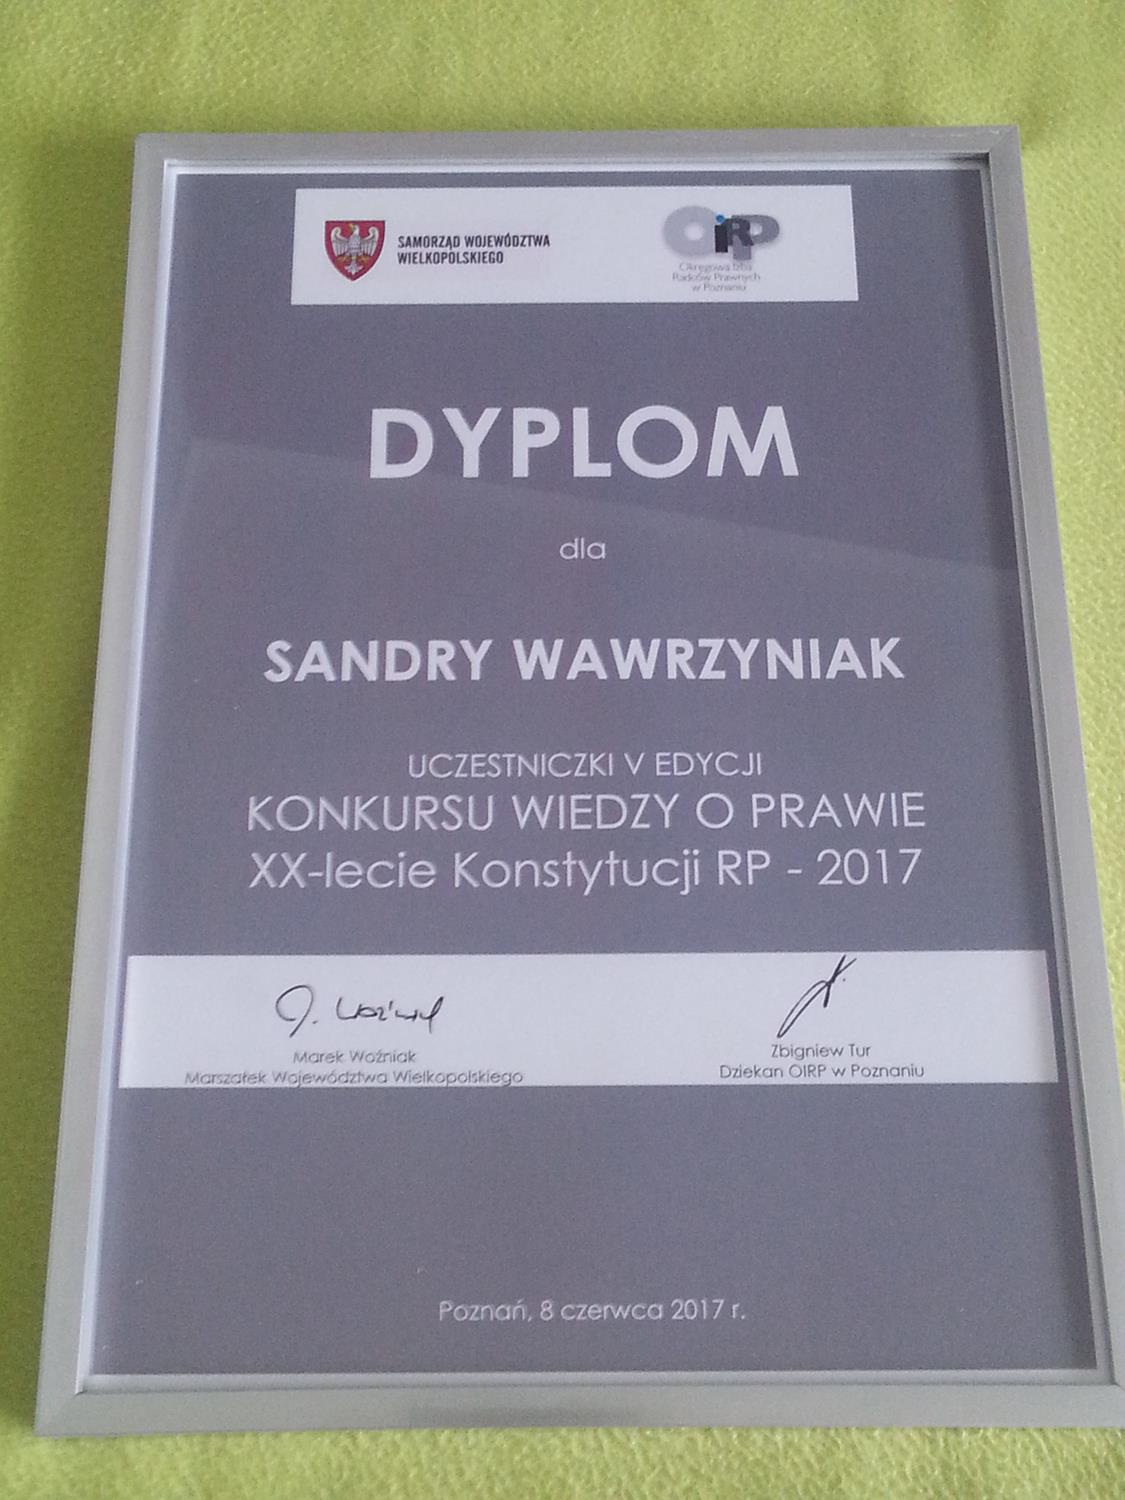 SAMORZĄD WOJEWÓDZTWA
WIELKOPOLSKIEGO
OIRP
Okręgowa Izba
Radców Prawnych
w Poznaniu
DYPLOM
dla
SANDRY WAWRZYNIAK
UCZESTNICZKI V EDYCJI
KONKURSU WIEDZY O PRAWIE
XX-lecie Konstytucji RP - 2017
Marek Woźniak
Marszałek Województwa Wielkopolskiego
Zbigniew Tur
Dziekan OIRP w Poznaniu
Poznań, 8 czerwca 2017 r.